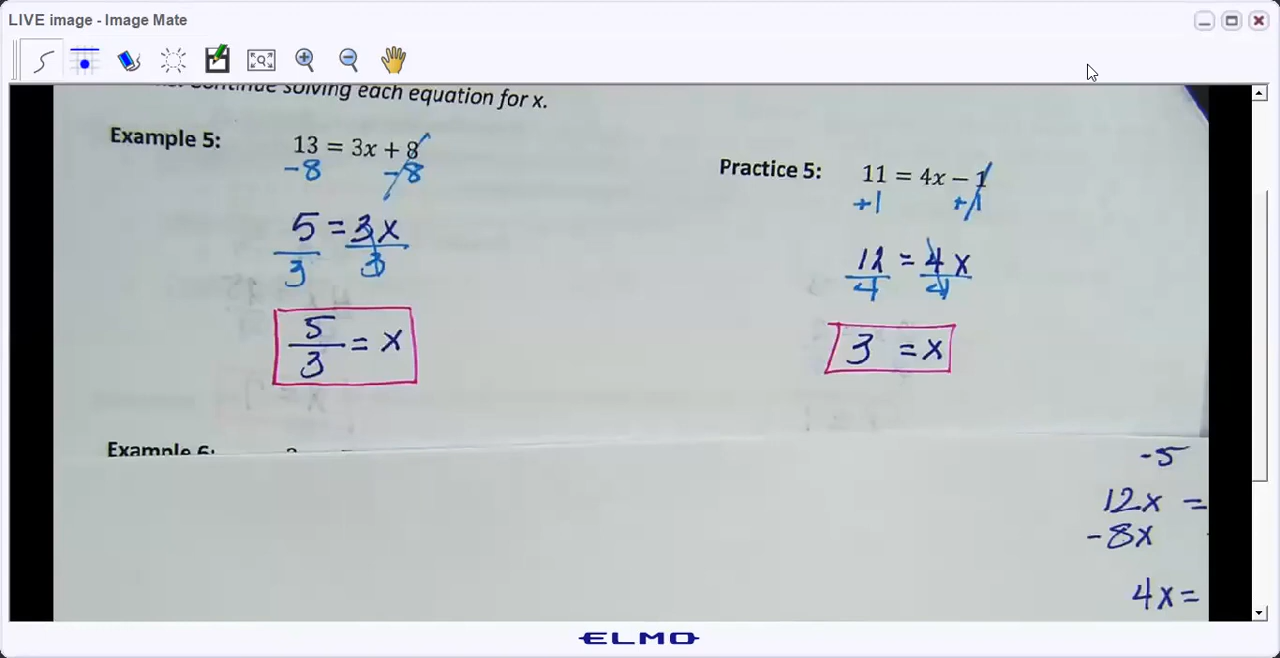 LIVE image - Image Mate
Continue solving each equation for x.
Example 5:
13 = 3x + 8
-8 -8
5 = 3x
3 3
5/3 = x
Practice 5:
11 = 4x − 1
+1 +1
12 = 4x
4 4
3 = x
Example 6:
-5
12x =
-8x
4x =
ELMO